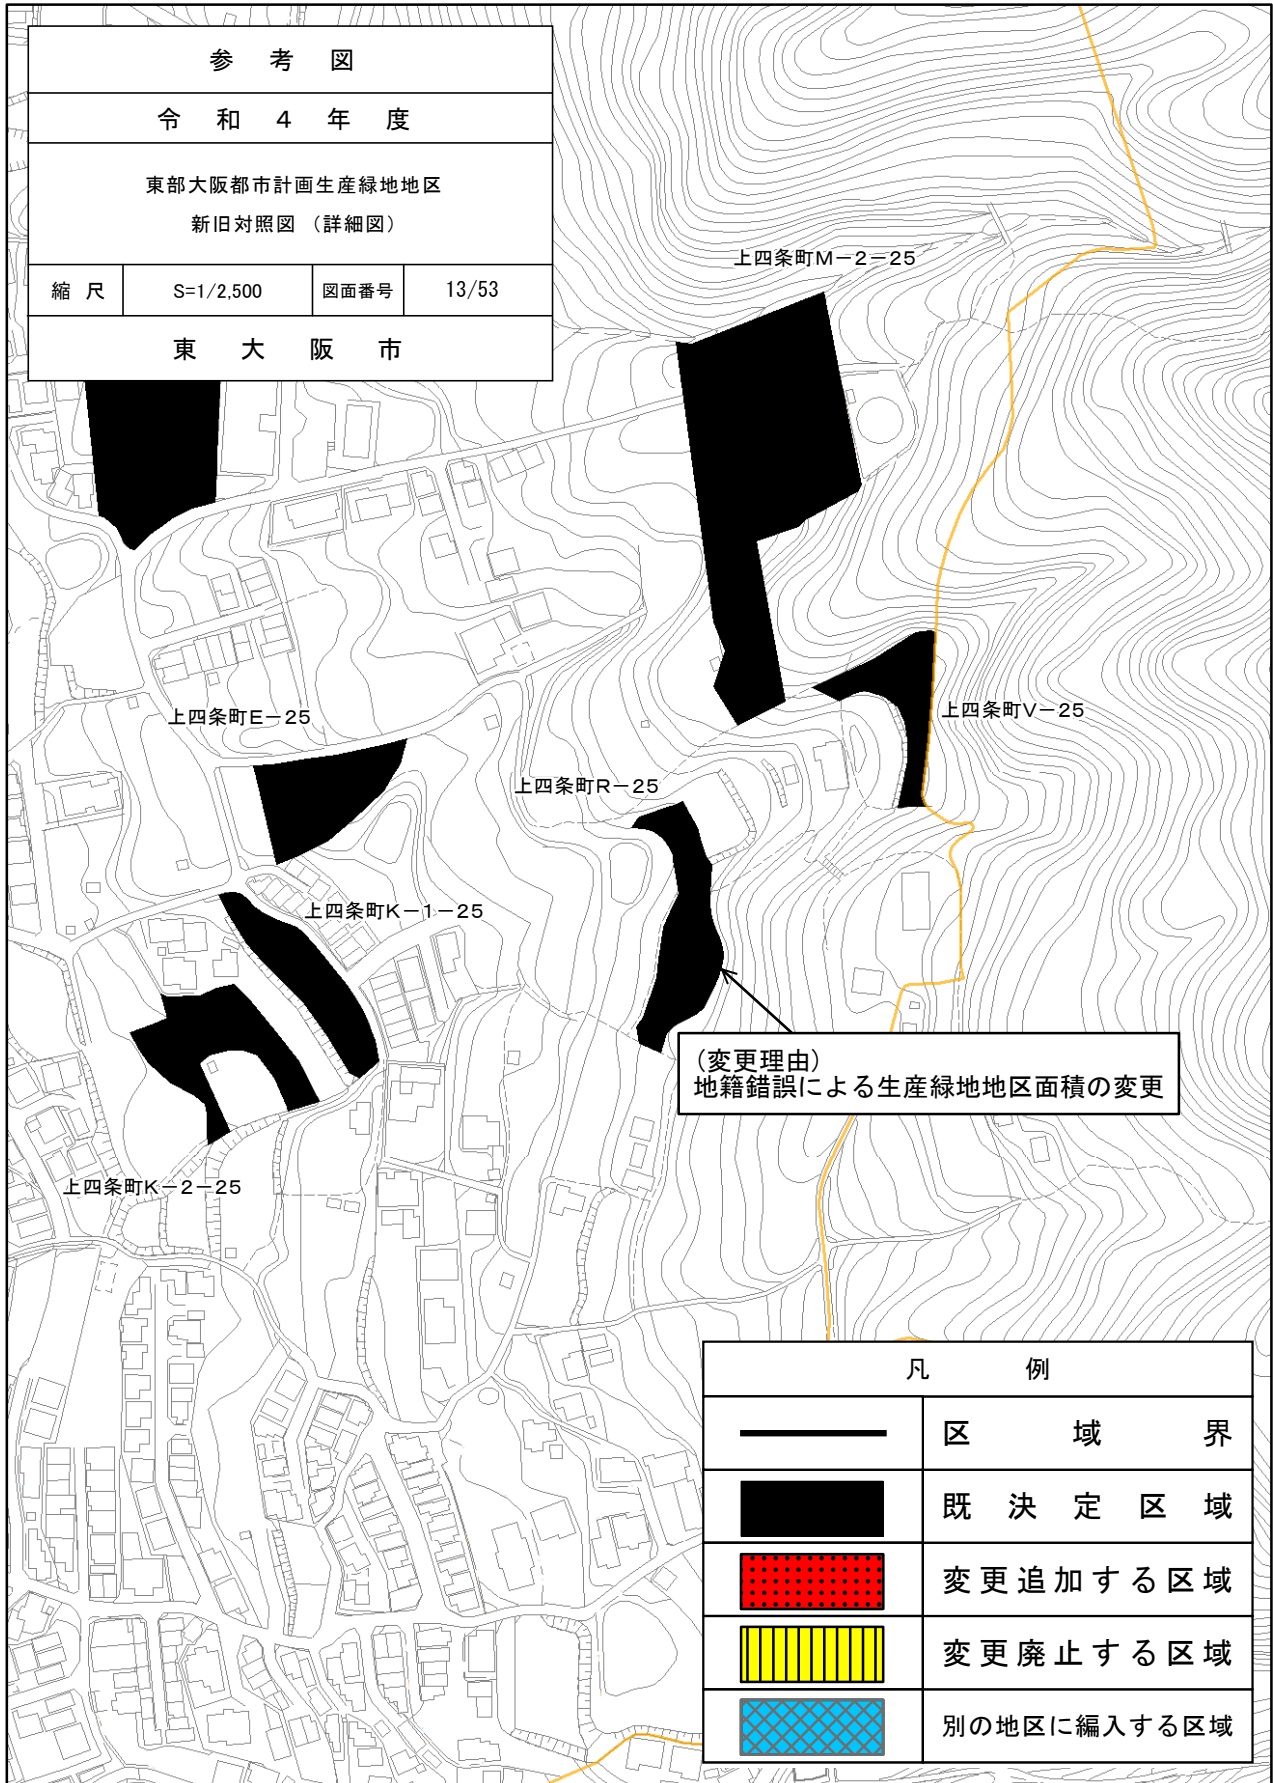 参考図
令和4年度
東部大阪都市計画生産緑地地区
新旧対照図 （詳細図）
縮尺 S=1/2,500 図面番号 13/53
東大阪市
上四条町M－2－25
上四条町E－25
上四条町V－25
上四条町R－25
上四条町K－1－25
(変更理由)
地籍錯誤による生産緑地地区面積の変更
上四条町K－2－25
凡例
区域界
既決定区域
変更追加する区域
変更廃止する区域
別の地区に編入する区域